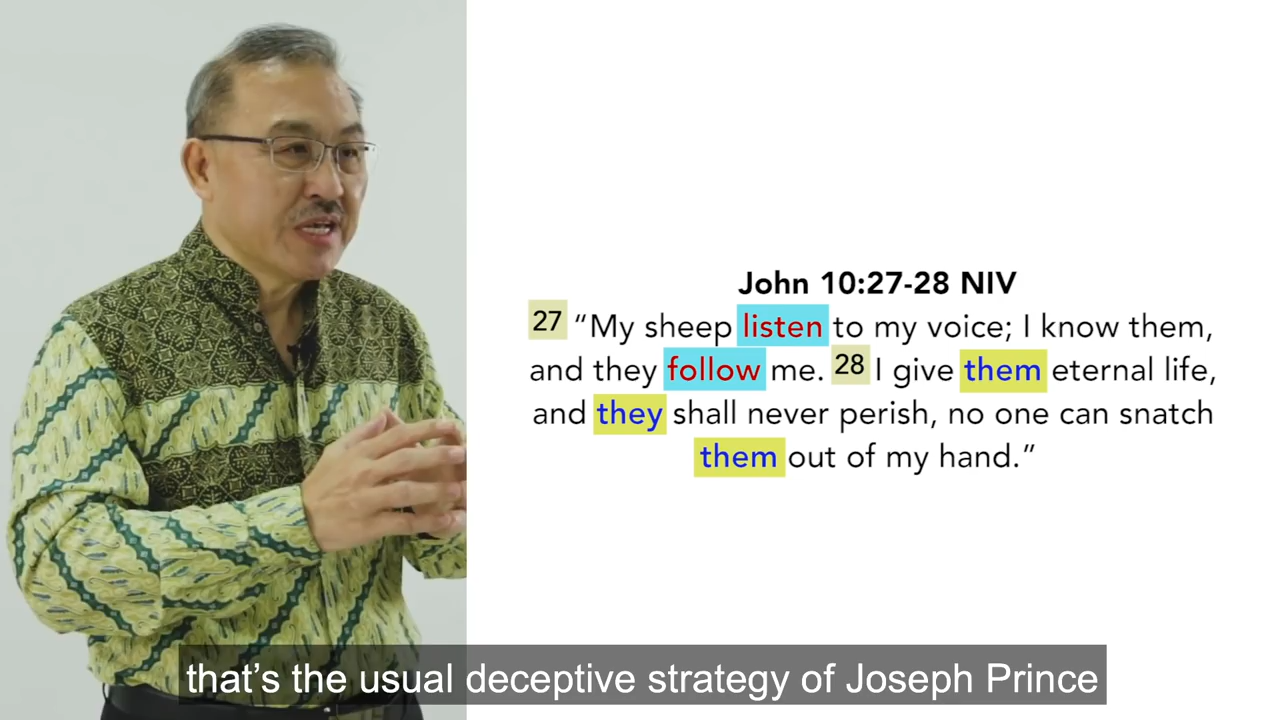 John 10:27-28 NIV
27 “My sheep listen to my voice; I know them,
and they follow me. 28 I give them eternal life,
and they shall never perish, no one can snatch
them out of my hand.”
that’s the usual deceptive strategy of Joseph Prince